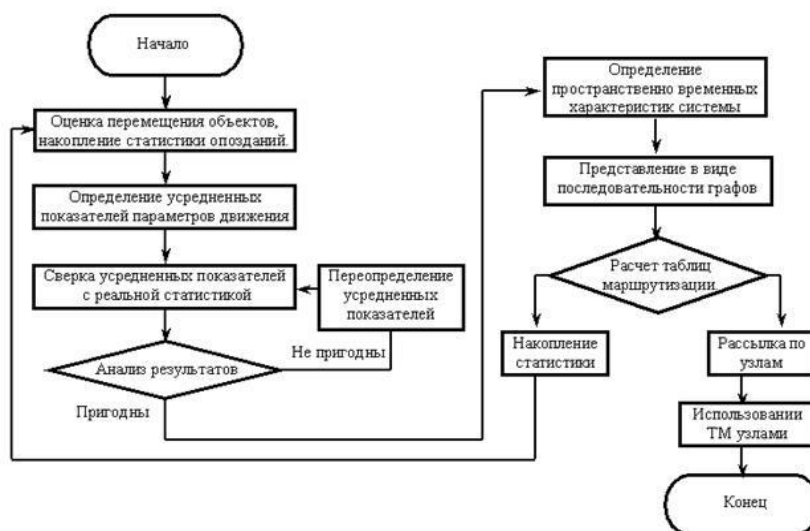 Начало
Оценка перемещения объектов,
накопление статистики опозданий.
Определение усредненных
показателей параметров движения
Сверка усредненных показателей
с реальной статистикой
Переопределение
усредненных
показателей
Не пригодны
Анализ результатов
Пригодны
Определение
пространственно временных
характеристик системы
Представление в виде
последовательности графов
Расчет таблиц
маршрутизации.
Накопление
статистики
Рассылка по
узлам
Использовании
ТМ узлами
Конец